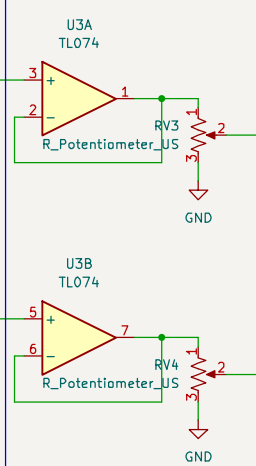 U3A
TL074
3
+
1
2
-
RV3
1
2
R_Potentiometer_US
3
GND
U3B
TL074
5
+
7
6
-
RV4
1
2
R_Potentiometer_US
3
GND